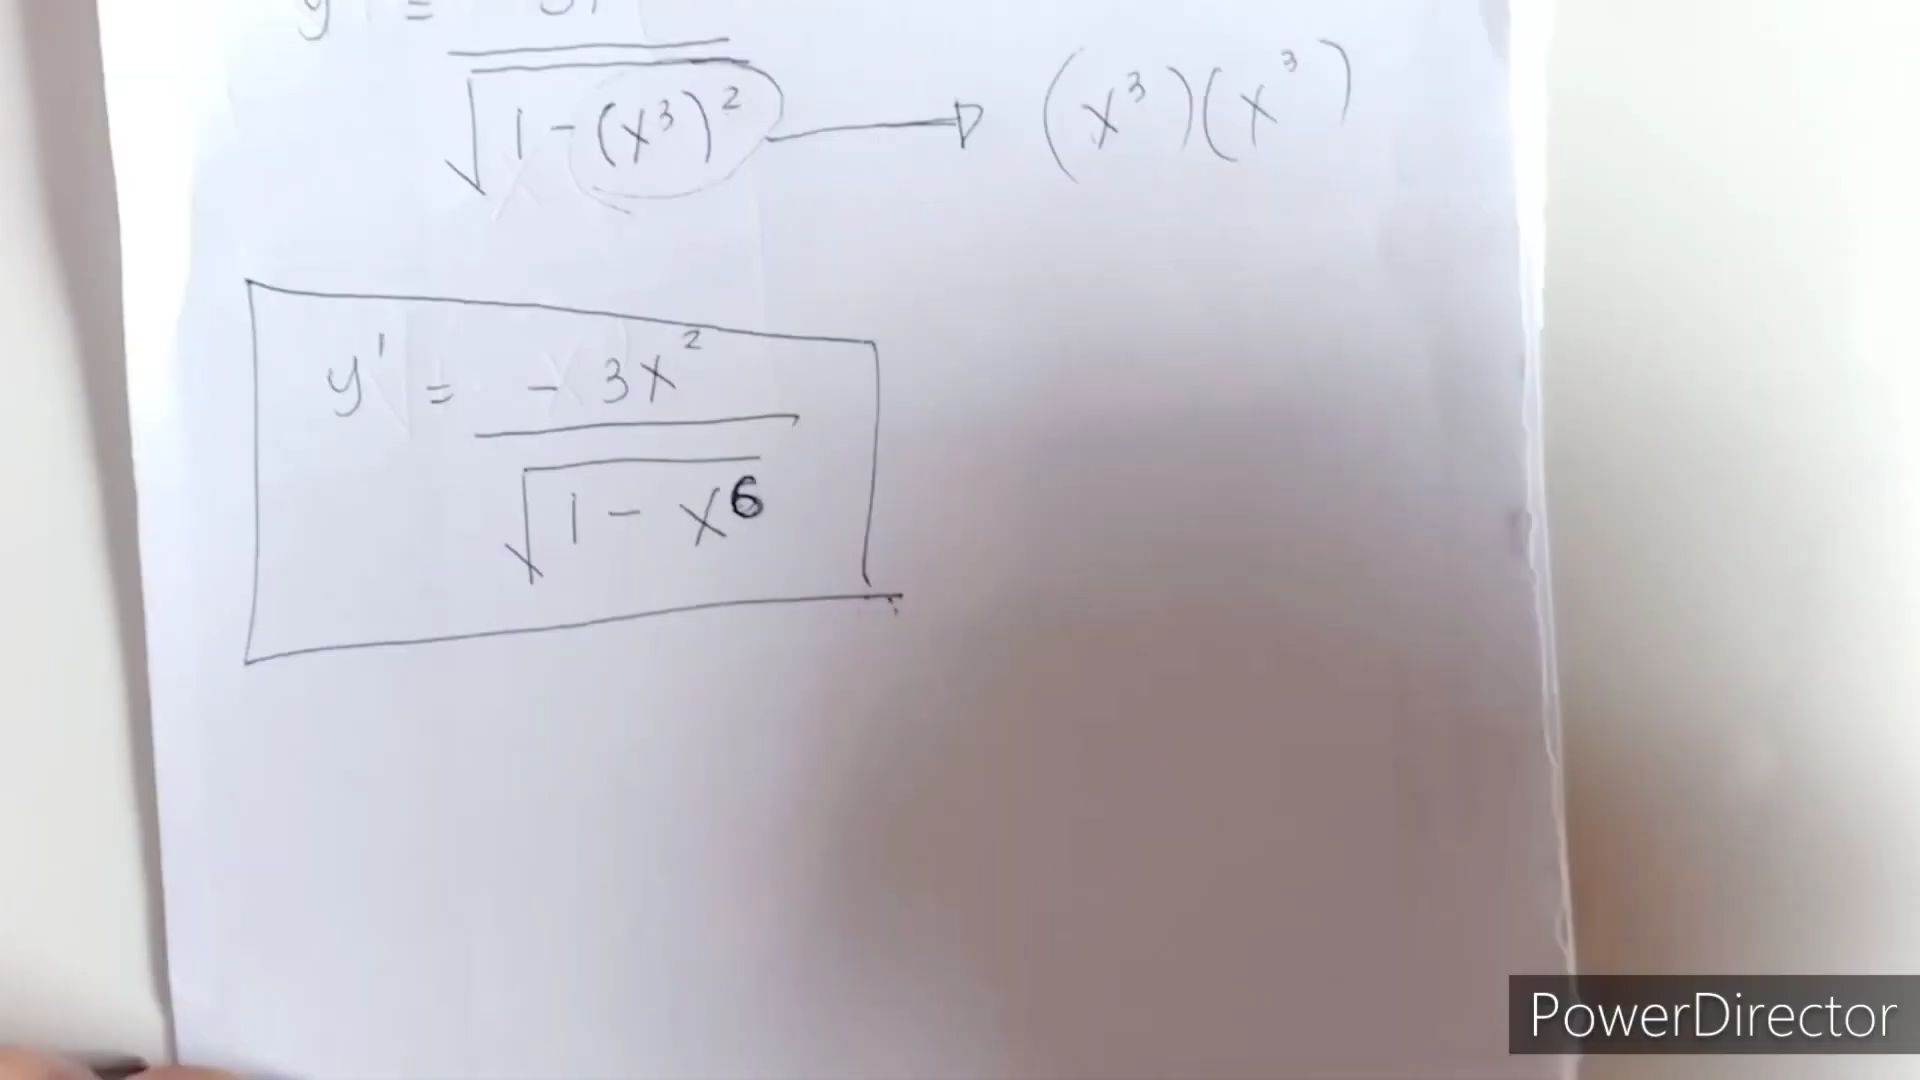 y' =
√1 - (x³)² → (x³)(x³)
y' = - 3x²
√1 - x⁶
PowerDirector